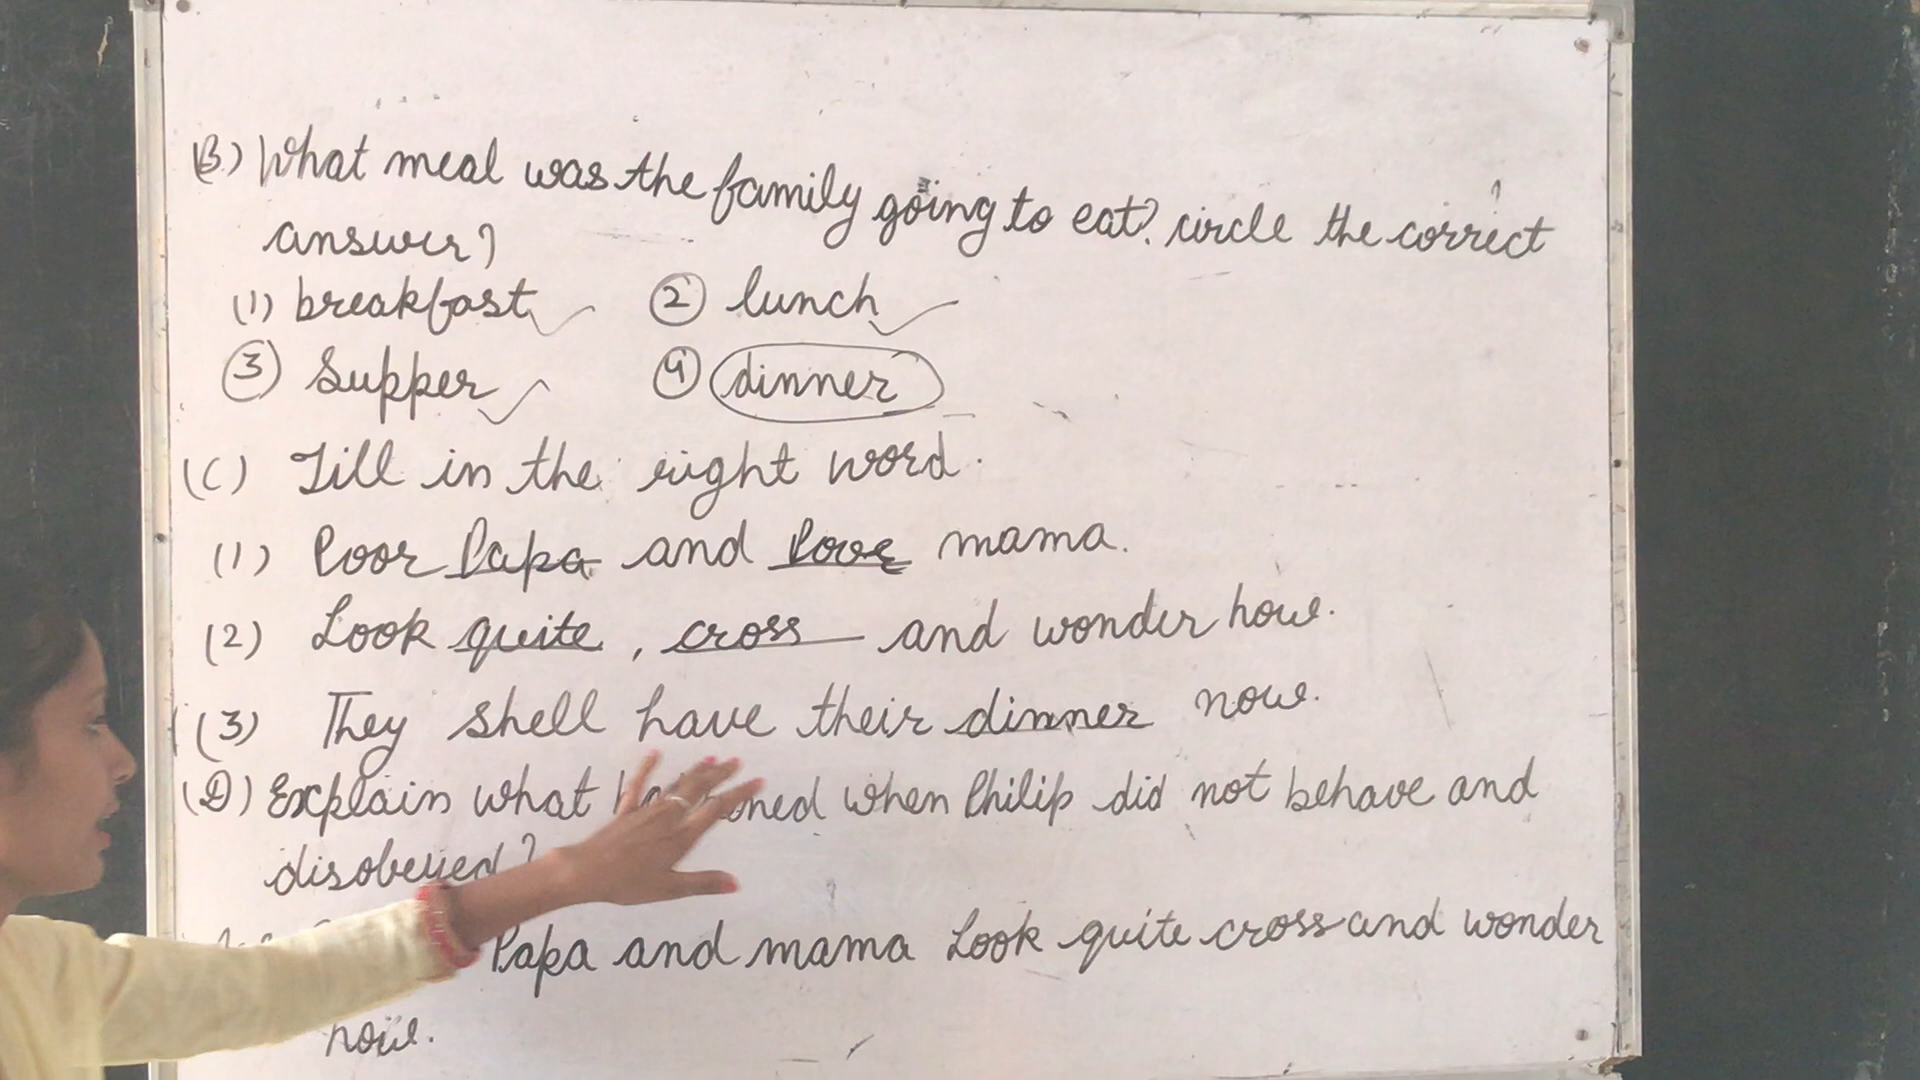 (B) What meal was the family going to eat? circle the correct
answer?
(1) breakfast ② lunch
③ Supper ④ dinner
(C) Fill in the right word.
(1) Poor Papa and mama.
(2) Look quite, cross and wonder how.
(3) They shell have their dinner now.
(D) Explain what when Philip did not behave and
disobeyed?
Papa and mama Look quite cross and wonder
how.